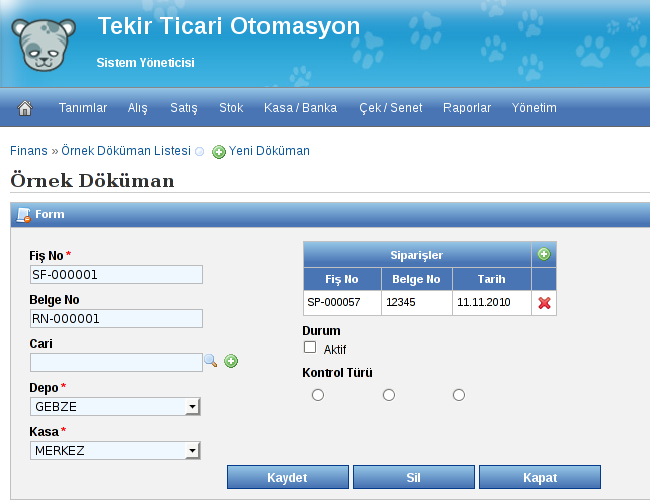 Tekir Ticari Otomasyon
Sistem Yöneticisi
Tanımlar Alış Satış Stok Kasa / Banka Çek / Senet Raporlar Yönetim
Finans » Örnek Döküman Listesi Yeni Döküman
Örnek Döküman
Form
Fiş No *
SF-000001
Belge No
RN-000001
Cari
Depo *
GEBZE
Kasa *
MERKEZ
Siparişler
Fiş No Belge No Tarih
SP-000057 12345 11.11.2010
Durum
Aktif
Kontrol Türü
Kaydet Sil Kapat